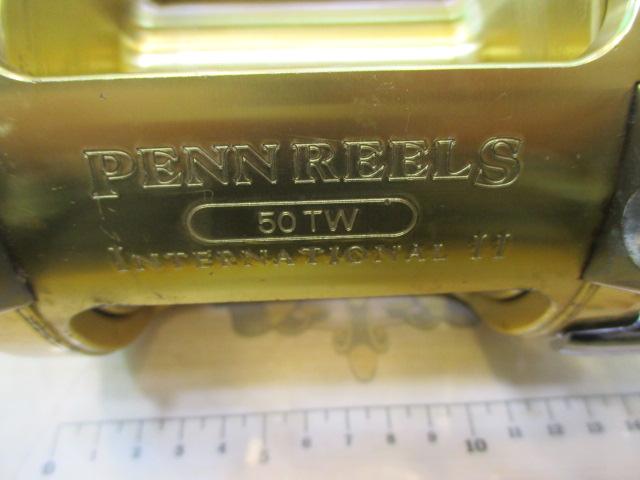 PENN REELS
50 TW
INTERNATIONAL II
0 1 2 3 4 5 6 7 8 9 10 11 12 13 14